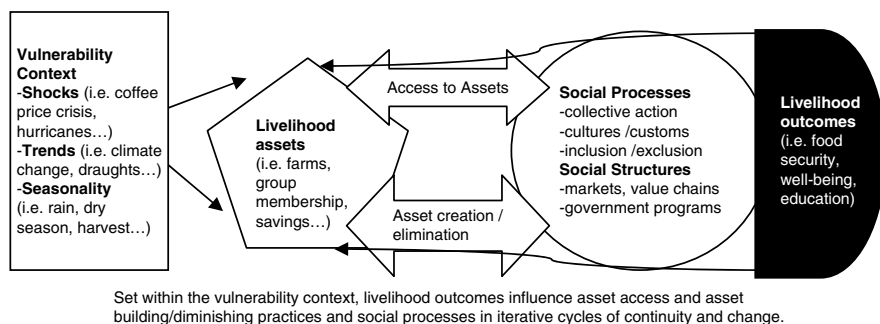 Vulnerability
Context
-Shocks (i.e. coffee
price crisis,
hurricanes…)
-Trends (i.e. climate
change, draughts…)
-Seasonality
(i.e. rain, dry
season, harvest…)
Livelihood
assets
(i.e. farms,
group
membership,
savings…)
Access to Assets
Asset creation /
elimination
Social Processes
-collective action
-cultures /customs
-inclusion /exclusion
Social Structures
-markets, value chains
-government programs
Livelihood
outcomes
(i.e. food
security,
well-being,
education)
Set within the vulnerability context, livelihood outcomes influence asset access and asset
building/diminishing practices and social processes in iterative cycles of continuity and change.